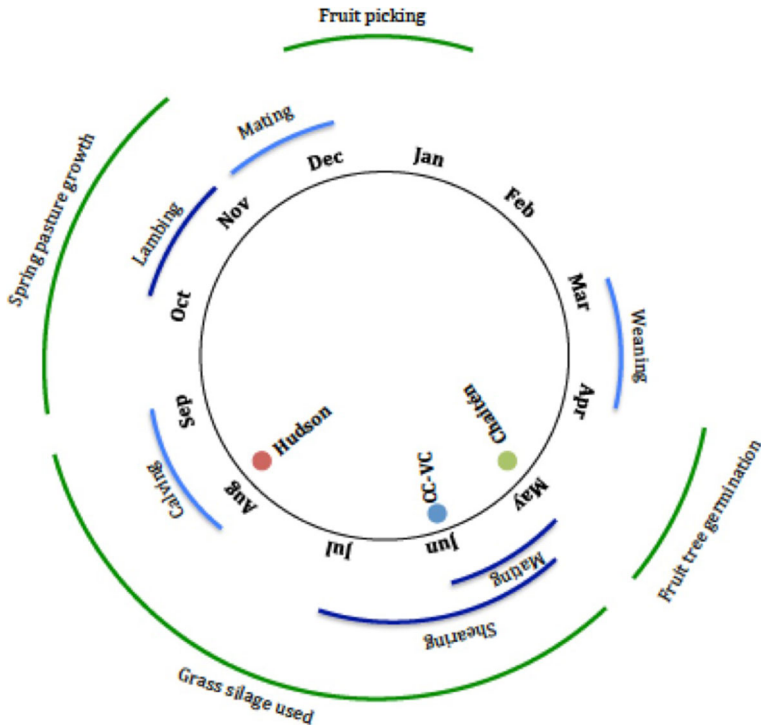 Fruit picking
Mating
Dec
Jan
Feb
Nov
Lambing
Spring pasture growth
Oct
Mar
Weaning
Apr
Sep
Hudson
Chaitén
CC-VC
Calving
Aug
May
Jul
Jun
Mating
Shearing
Fruit tree germination
Grass silage used